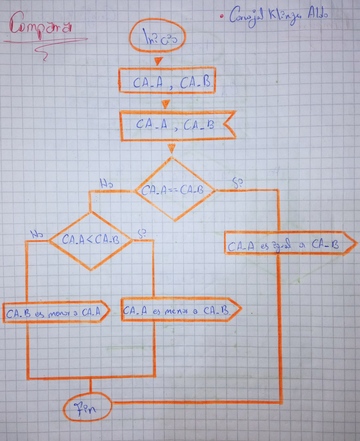 Comparar
• Carvajal Klinger Aldo
Inicio
CA_A , CA_B
CA_A , CA_B
CA_A == CA_B
No
Si
CA_A < CA_B
No
Si
CA_A es igual a CA_B
CA_B es menor a CA_A
CA_A es menor a CA_B
Fin